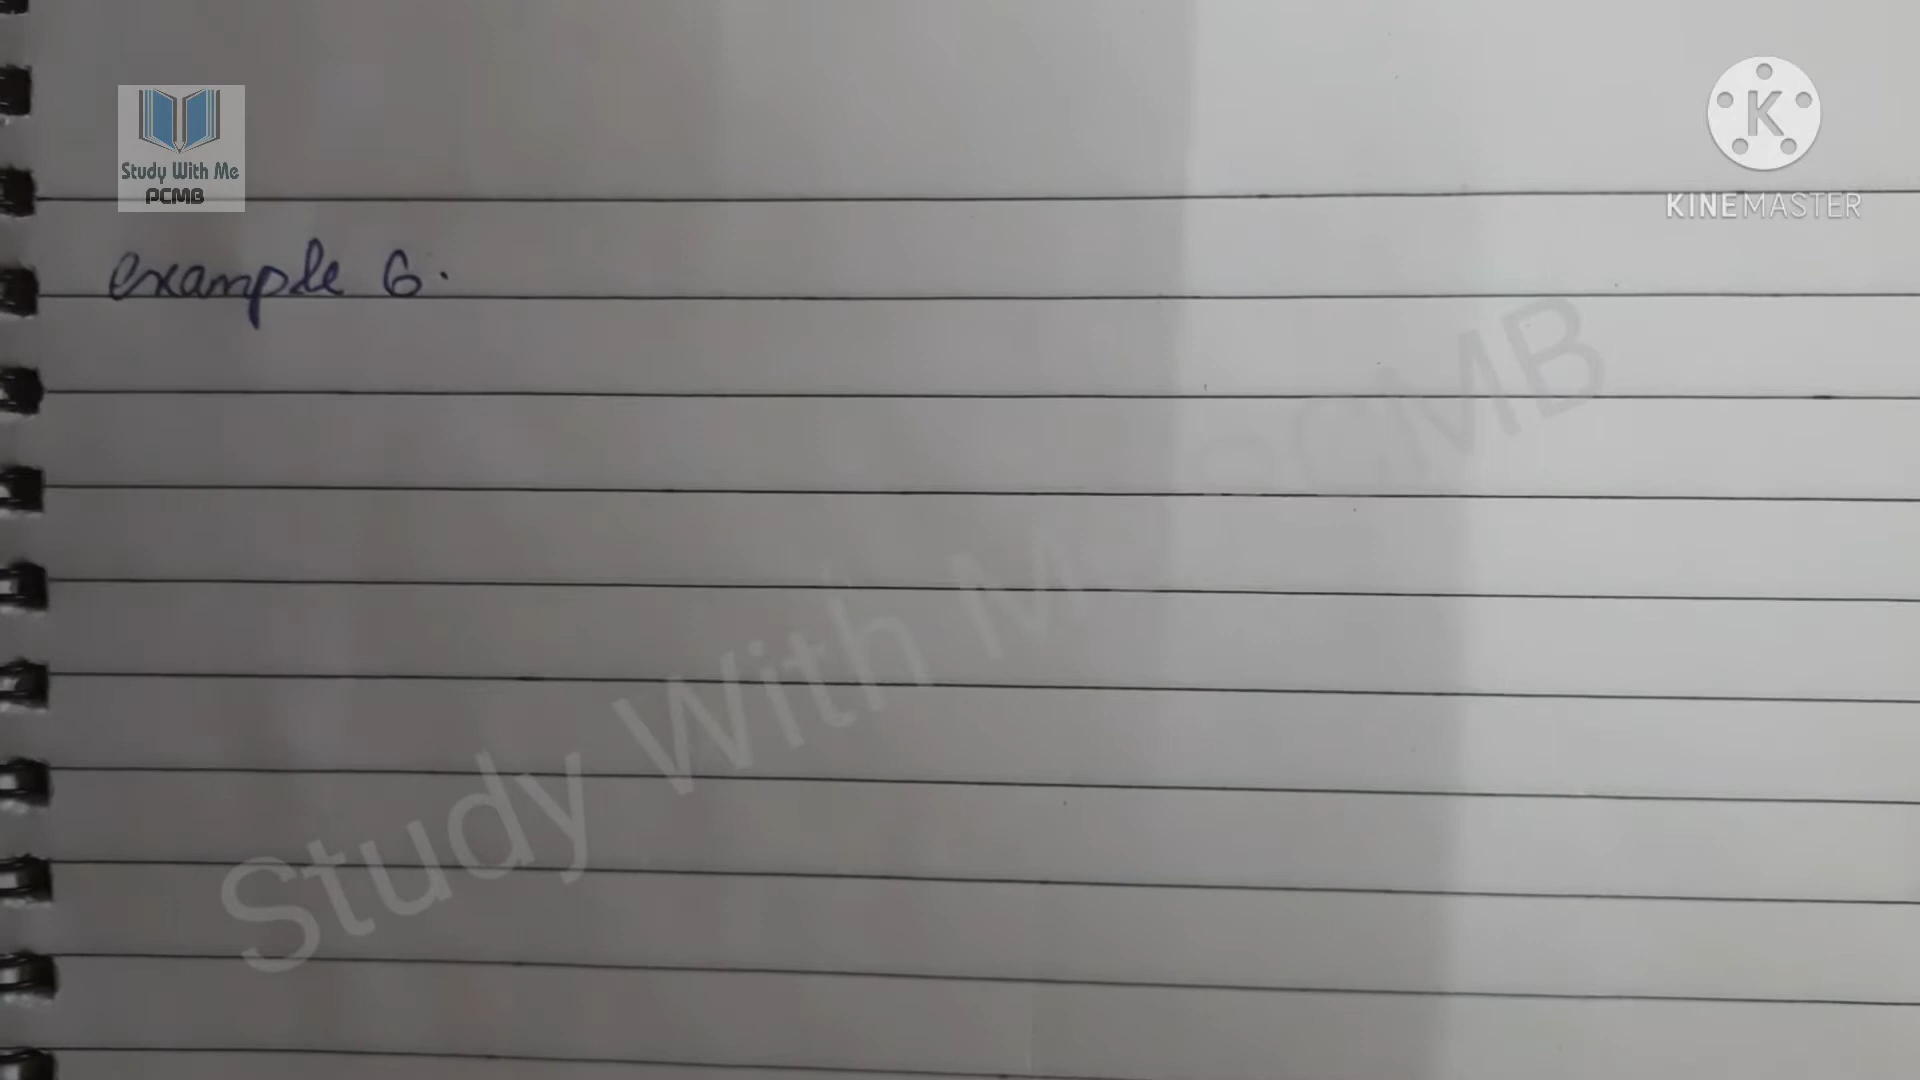 Study With Me
PCMB
KINEMASTER
example 6.
Study With Me PCMB